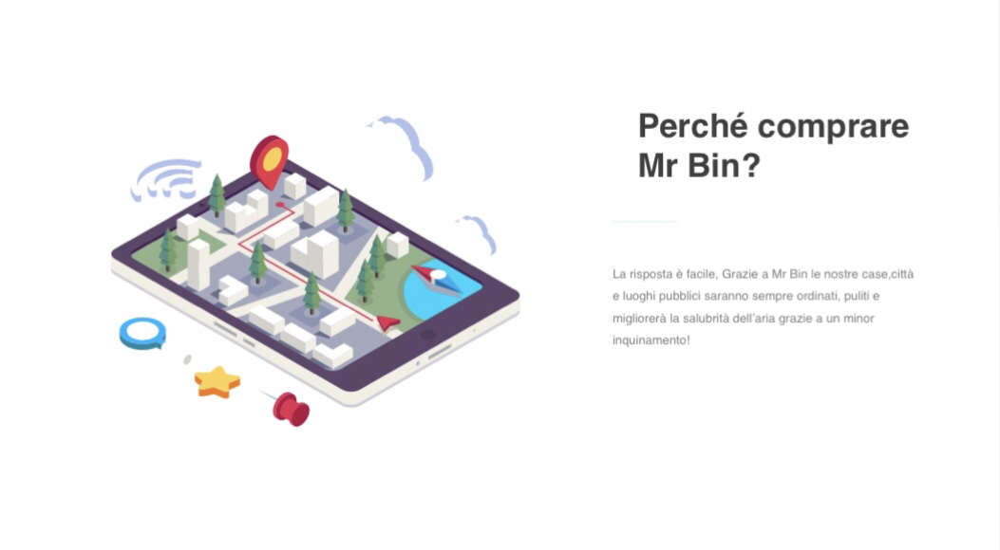 Perché comprare
Mr Bin?
La risposta è facile, Grazie a Mr Bin le nostre case,città
e luoghi pubblici saranno sempre ordinati, puliti e
migliorerà la salubrità dell'aria grazie a un minor
inquinamento!